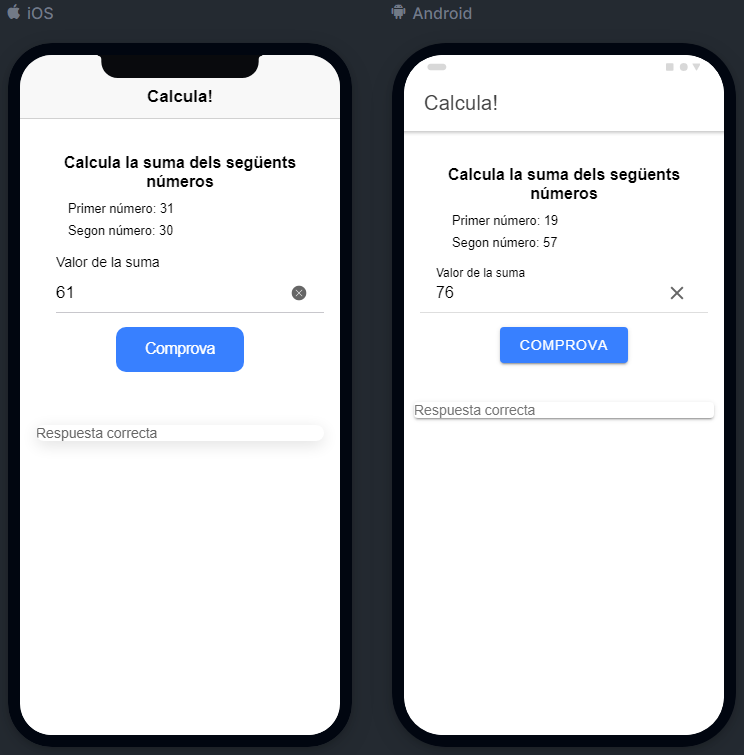 iOS
Calcula!
Calcula la suma dels següents
números
Primer número: 31
Segon número: 30
Valor de la suma
61
Comprova
Respuesta correcta
Android
Calcula!
Calcula la suma dels següents
números
Primer número: 19
Segon número: 57
Valor de la suma
76
COMPROVA
Respuesta correcta